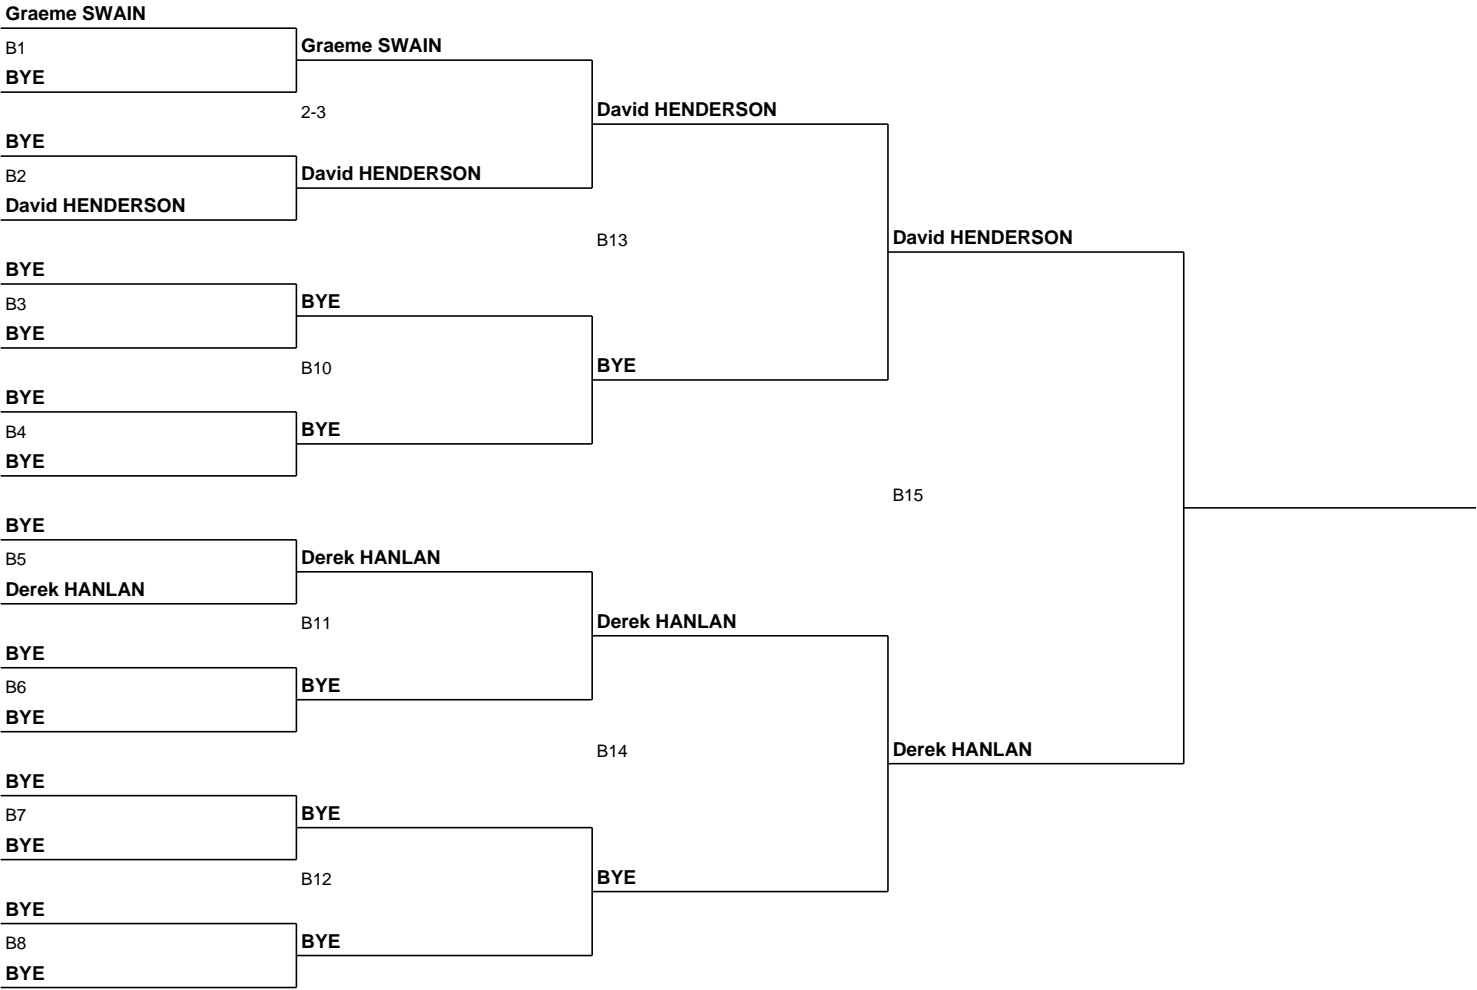 Graeme SWAIN
B1
BYE
BYE
B2
David HENDERSON
BYE
B3
BYE
BYE
B4
BYE
BYE
B5
Derek HANLAN
BYE
B6
BYE
BYE
B7
BYE
BYE
B8
BYE
Graeme SWAIN
2-3
David HENDERSON
BYE
B10
BYE
Derek HANLAN
B11
BYE
BYE
B12
BYE
David HENDERSON
B13
BYE
Derek HANLAN
B14
BYE
David HENDERSON
B15
Derek HANLAN